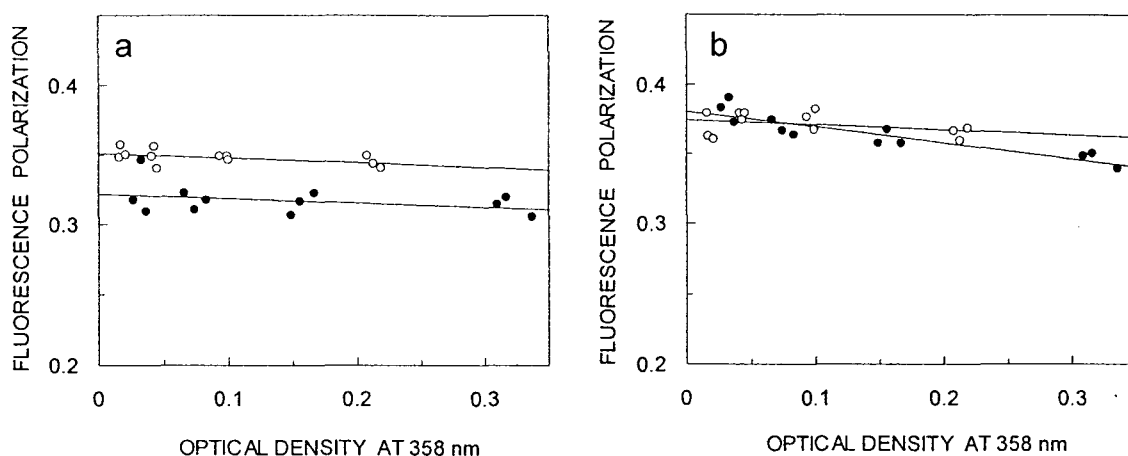 a
FLUORESCENCE POLARIZATION
0.4
0.3
0.2
0
0.1
0.2
0.3
OPTICAL DENSITY AT 358 nm
b
FLUORESCENCE POLARIZATION
0.4
0.3
0.2
0
0.1
0.2
0.3
OPTICAL DENSITY AT 358 nm